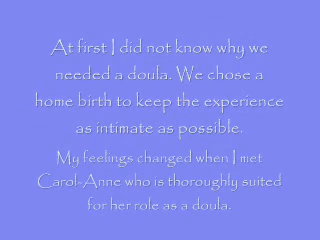 At first I did not know why we
needed a doula. We chose a
home birth to keep the experience
as intimate as possible.
My feelings changed when I met
Carol-Anne who is thoroughly suited
for her role as a doula.